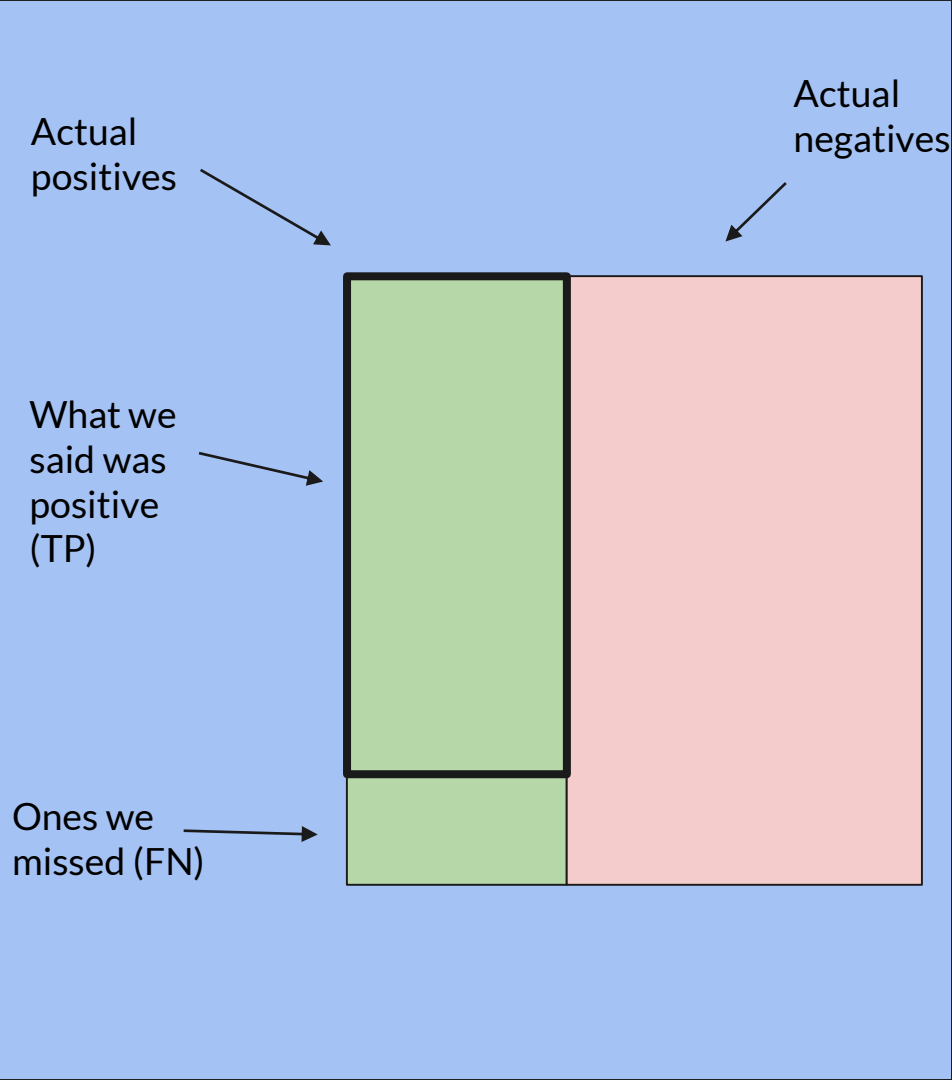 Actual
positives
Actual
negatives
What we
said was
positive
(TP)
Ones we
missed (FN)